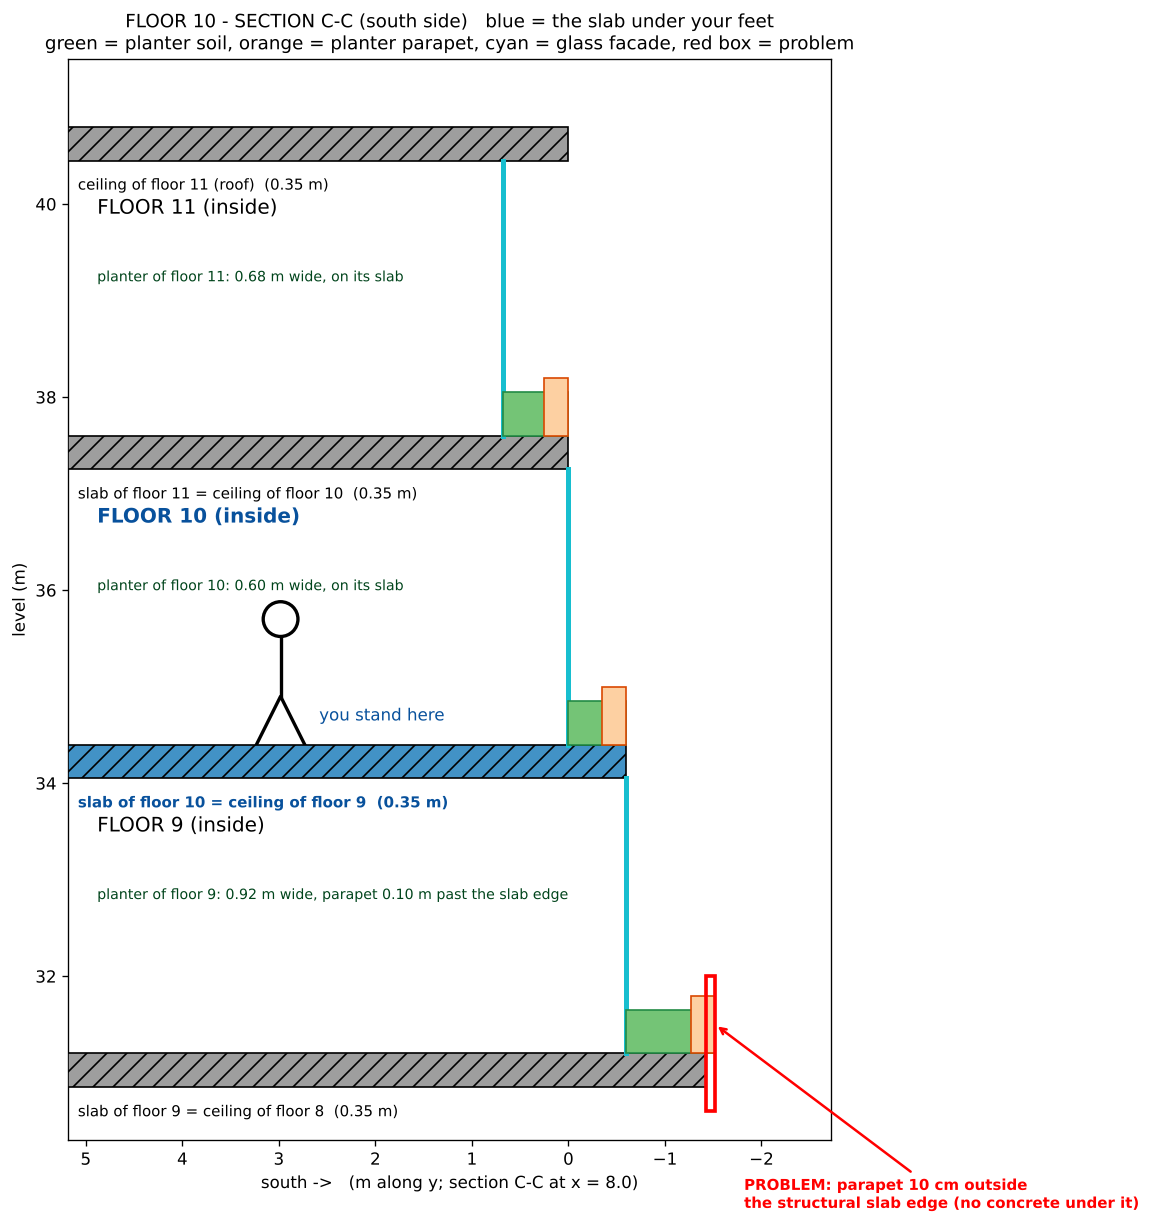 FLOOR 10 - SECTION C-C (south side)   blue = the slab under your feet
green = planter soil, orange = planter parapet, cyan = glass facade, red box = problem
ceiling of floor 11 (roof)  (0.35 m)
40
FLOOR 11 (inside)
planter of floor 11: 0.68 m wide, on its slab
38
slab of floor 11 = ceiling of floor 10  (0.35 m)
FLOOR 10 (inside)
level (m)
36
planter of floor 10: 0.60 m wide, on its slab
you stand here
34
slab of floor 10 = ceiling of floor 9  (0.35 m)
FLOOR 9 (inside)
planter of floor 9: 0.92 m wide, parapet 0.10 m past the slab edge
32
slab of floor 9 = ceiling of floor 8  (0.35 m)
5 4 3 2 1 0 −1 −2
south ->   (m along y; section C-C at x = 8.0)
PROBLEM: parapet 10 cm outside
the structural slab edge (no concrete under it)